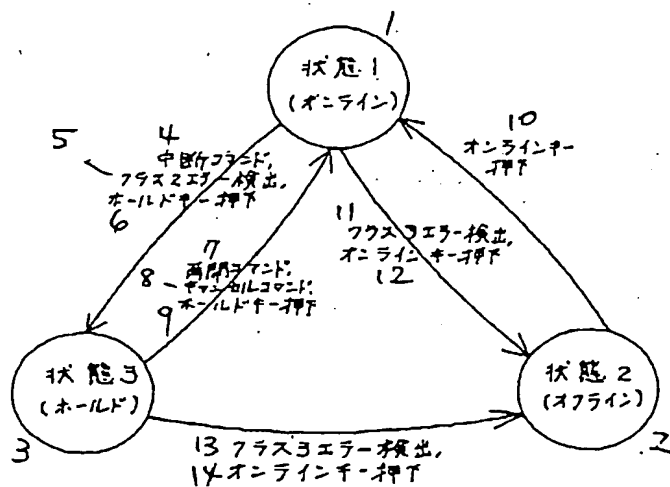 1
状態1
(オンライン)
10
オンラインキー
押下
4
中断コマンド,
5
クラス2エラー検出,
ホールドキー押下
6
11
クラス3エラー検出,
オンラインキー押下
12
7
再開コマンド,
8
キャンセルコマンド,
ホールドキー押下
9
状態3
(ホールド)
3
状態2
(オフライン)
2
13 クラス3エラー検出,
14 オンラインキー押下